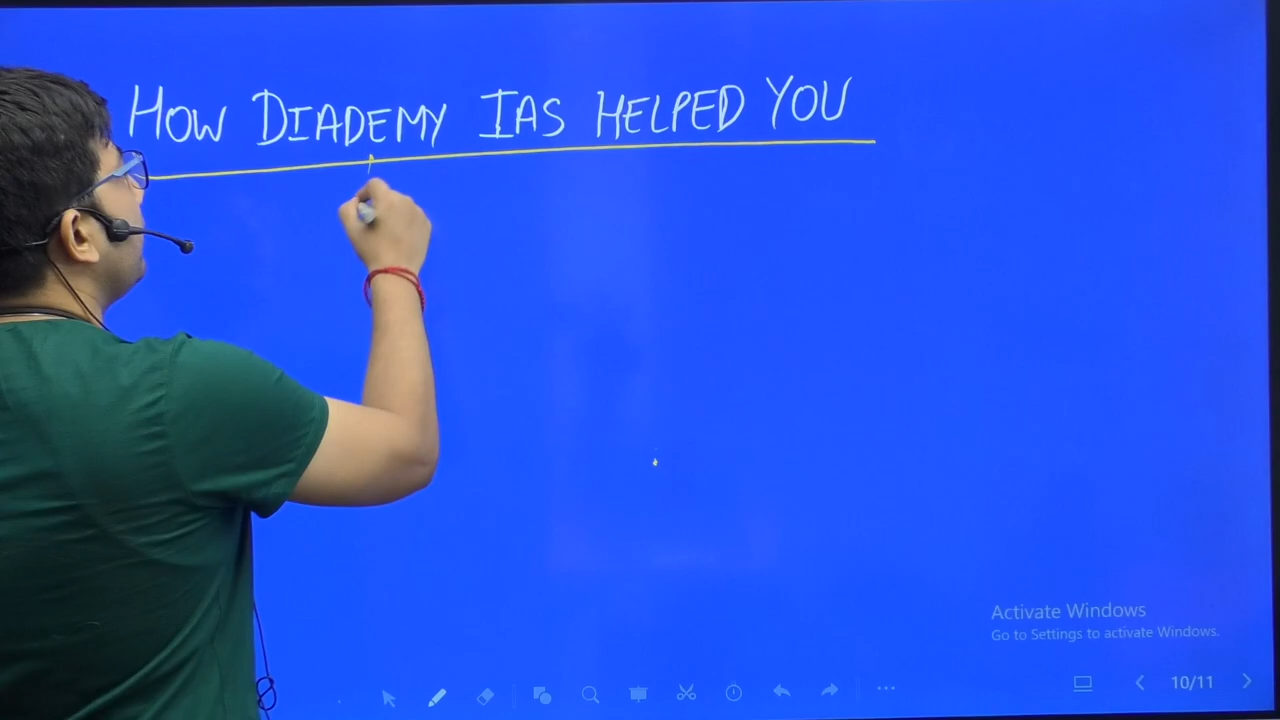 HOW DIADEMY IAS HELPED YOU
Activate Windows
Go to Settings to activate Windows.
10/11